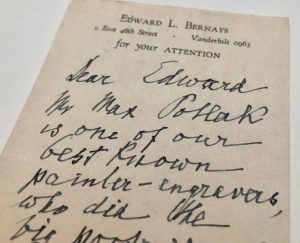 EDWARD L. BERNAYS
9 East 46th Street · Vanderbilt 0963
for your ATTENTION
Dear Edward
Mr Max Pollak
is one of our
best known
painter-engravers,
who did the
big